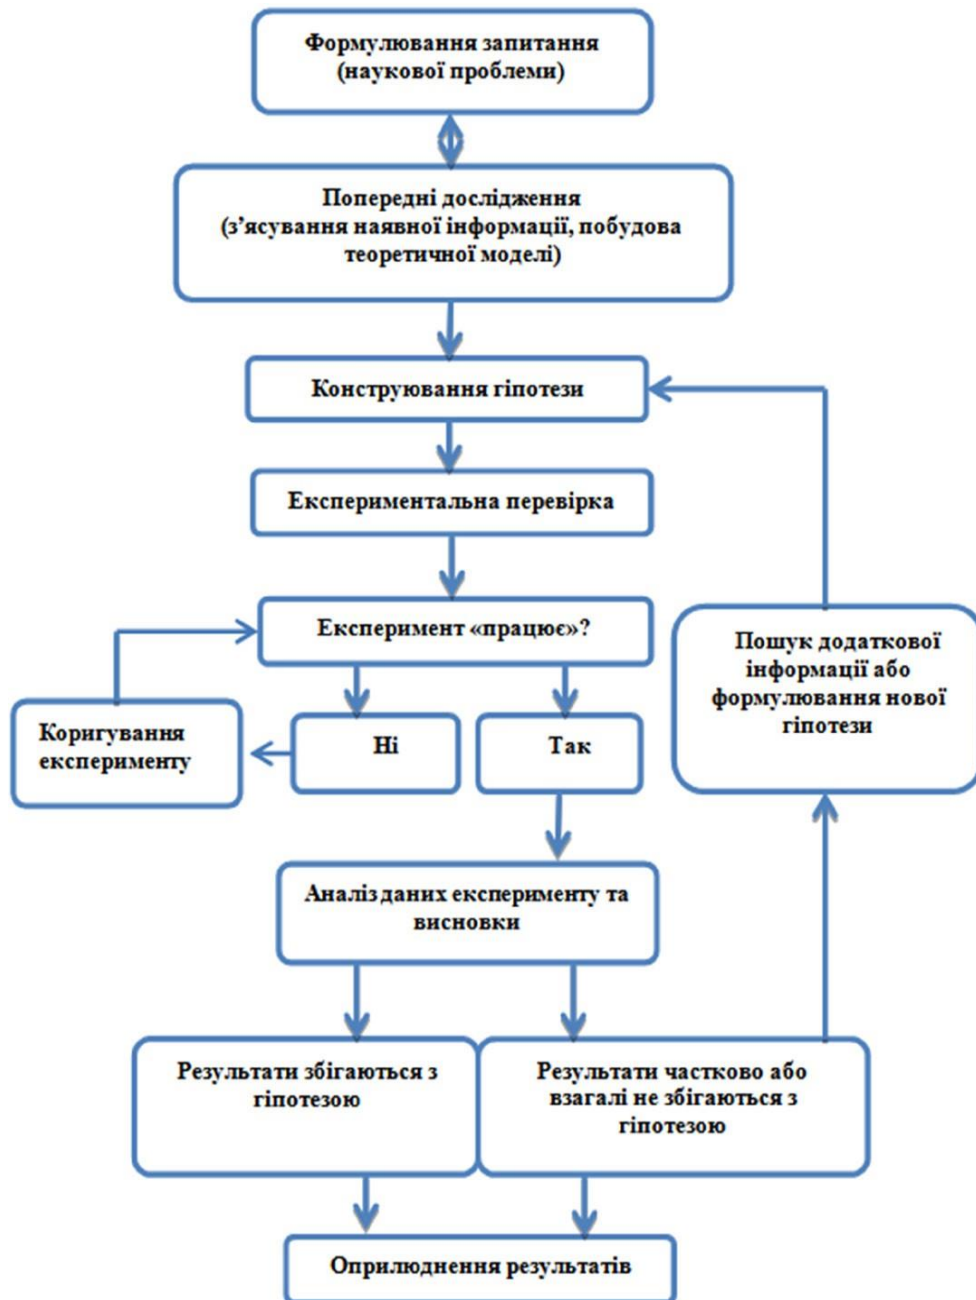 Формулювання запитання
(наукової проблеми)
Попередні дослідження
(з’ясування наявної інформації, побудова
теоретичної моделі)
Конструювання гіпотези
Експериментальна перевірка
Експеримент «працює»?
Пошук додаткової
інформації або
формулювання нової
гіпотези
Коригування
експерименту
Ні
Так
Аналіз даних експерименту та
висновки
Результати збігаються з
гіпотезою
Результати частково або
взагалі не збігаються з
гіпотезою
Оприлюднення результатів